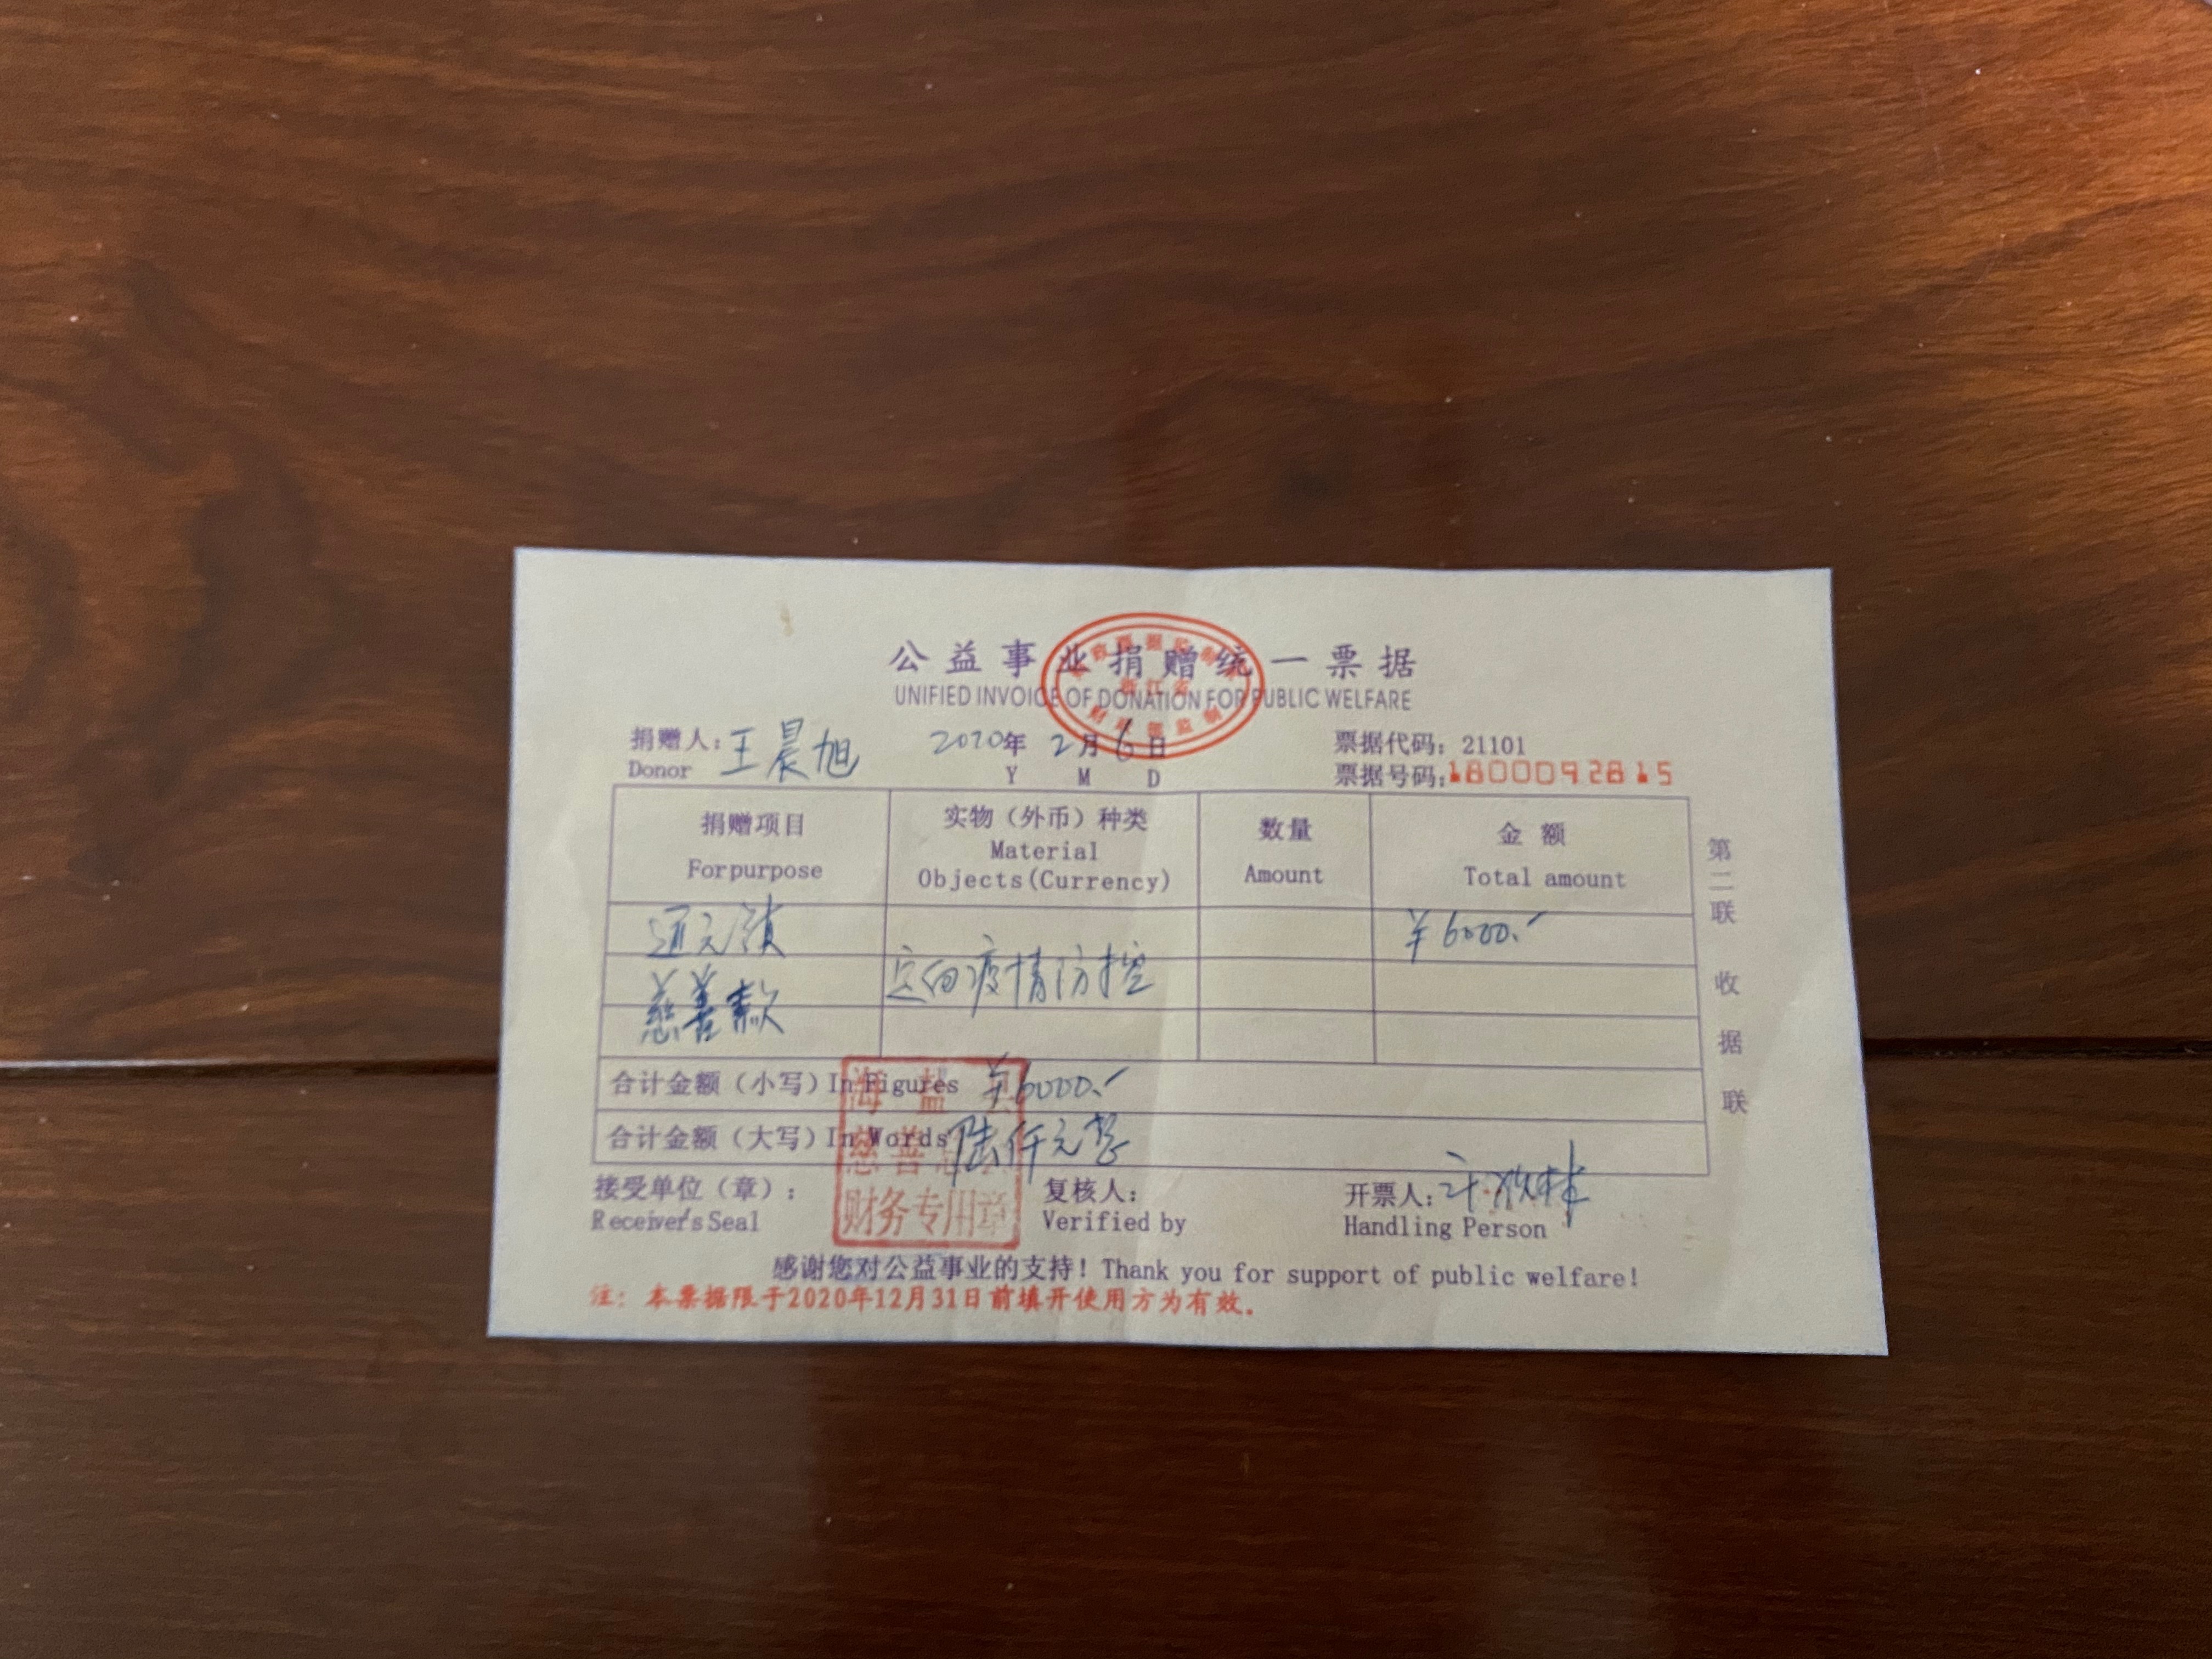 公益事业捐赠统一票据
UNIFIED INVOICE OF DONATION FOR PUBLIC WELFARE
捐赠人：王晨旭 2020年 2月 6日 票据代码：21101
Donor Y M D 票据号码：1800092815
捐赠项目 实物（外币）种类 数量 金额
Forpurpose Material Objects(Currency) Amount Total amount
通元镇 ¥6000.
慈善款 定向疫情防控
合计金额（小写）In Figures ¥6000.
合计金额（大写）In Words 陆仟元整
接受单位（章）： 复核人： 开票人：
Receiver's Seal Verified by Handling Person
海盐县
慈善总会
财务专用章
感谢您对公益事业的支持！Thank you for support of public welfare!
注：本票据限于2020年12月31日前填开使用方为有效.
第二联 收据联